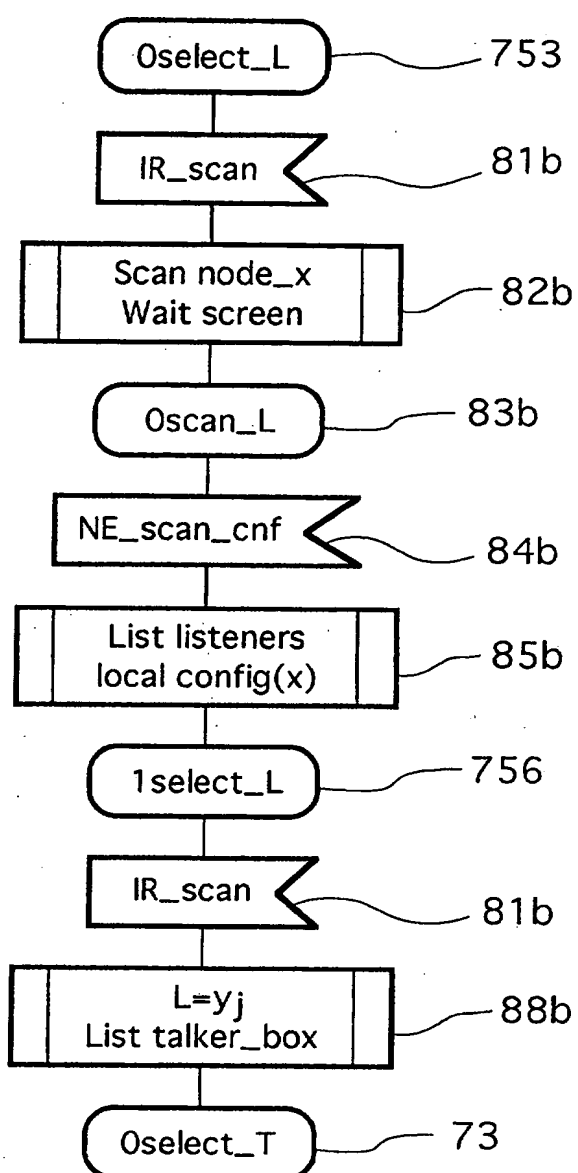 0select_L
753
IR_scan
81b
Scan node_x
Wait screen
82b
0scan_L
83b
NE_scan_cnf
84b
List listeners
local config(x)
85b
1select_L
756
IR_scan
81b
L=yj
List talker_box
88b
0select_T
73